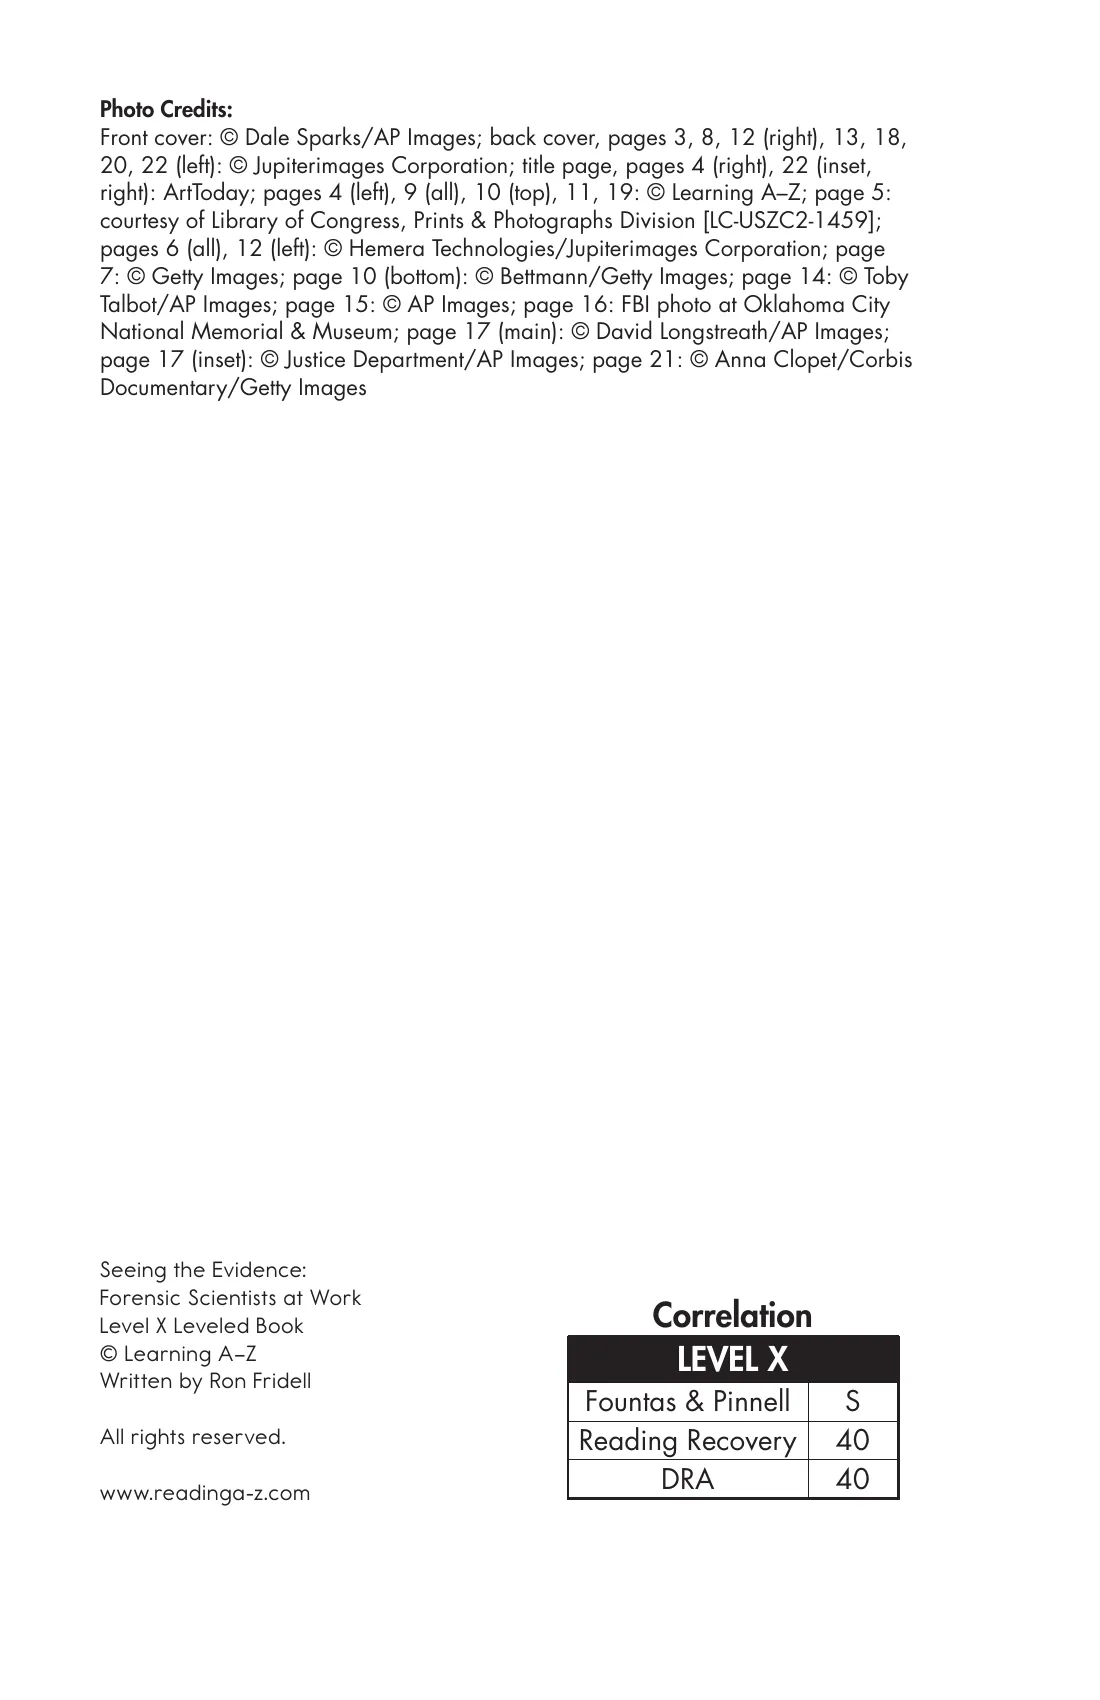 Photo Credits:
Front cover: © Dale Sparks/AP Images; back cover, pages 3, 8, 12 (right), 13, 18,
20, 22 (left): © Jupiterimages Corporation; title page, pages 4 (right), 22 (inset,
right): ArtToday; pages 4 (left), 9 (all), 10 (top), 11, 19: © Learning A–Z; page 5:
courtesy of Library of Congress, Prints & Photographs Division [LC-USZC2-1459];
pages 6 (all), 12 (left): © Hemera Technologies/Jupiterimages Corporation; page
7: © Getty Images; page 10 (bottom): © Bettmann/Getty Images; page 14: © Toby
Talbot/AP Images; page 15: © AP Images; page 16: FBI photo at Oklahoma City
National Memorial & Museum; page 17 (main): © David Longstreath/AP Images;
page 17 (inset): © Justice Department/AP Images; page 21: © Anna Clopet/Corbis
Documentary/Getty Images
Seeing the Evidence:
Forensic Scientists at Work
Level X Leveled Book
© Learning A–Z
Written by Ron Fridell
All rights reserved.
www.readinga-z.com
Correlation
LEVEL X
Fountas & Pinnell S
Reading Recovery 40
DRA 40